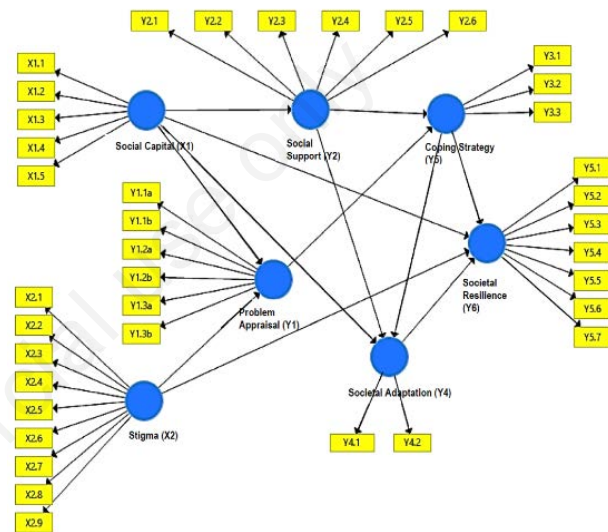 Y2.1
Y2.2
Y2.3
Y2.4
Y2.5
Y2.6
X1.1
X1.2
X1.3
X1.4
X1.5
Social Capital (X1)
Social
Support (Y2)
Coping Strategy
(Y5)
Y3.1
Y3.2
Y3.3
Y1.1a
Y1.1b
Y1.2a
Y1.2b
Y1.3a
Y1.3b
Problem
Appraisal (Y1)
Societal
Resilience
(Y6)
Y5.1
Y5.2
Y5.3
Y5.4
Y5.5
Y5.6
Y5.7
X2.1
X2.2
X2.3
X2.4
X2.5
X2.6
X2.7
X2.8
X2.9
Stigma (X2)
Societal Adaptation (Y4)
Y4.1
Y4.2
use only